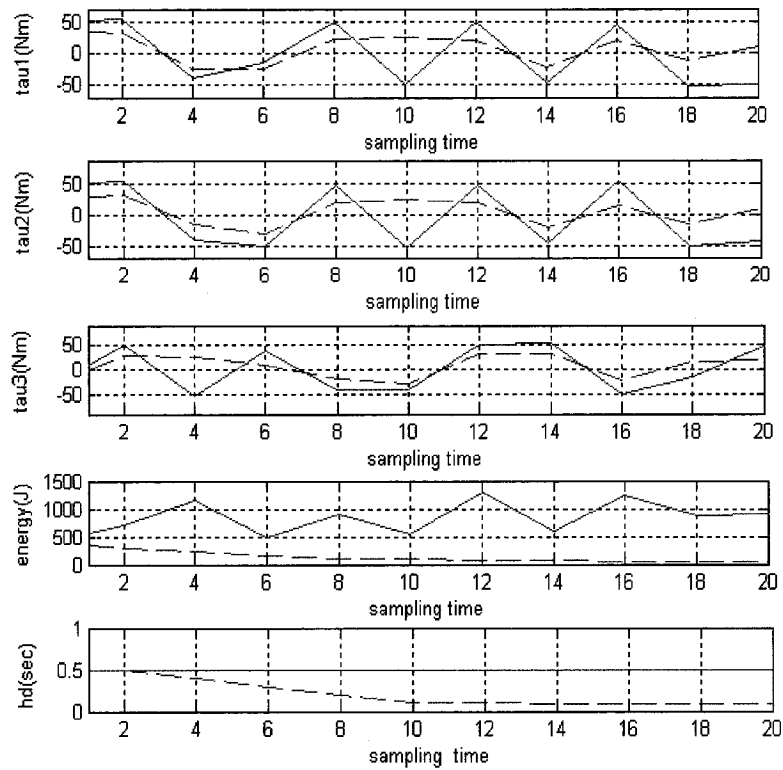 50
0
-50
tau1(Nm)
2 4 6 8 10 12 14 16 18 20
sampling time
50
0
-50
tau2(Nm)
2 4 6 8 10 12 14 16 18 20
sampling time
50
0
-50
tau3(Nm)
2 4 6 8 10 12 14 16 18 20
sampling time
1500
1000
500
0
energy(J)
2 4 6 8 10 12 14 16 18 20
sampling time
1
0.5
0
hd(sec)
2 4 6 8 10 12 14 16 18 20
sampling time